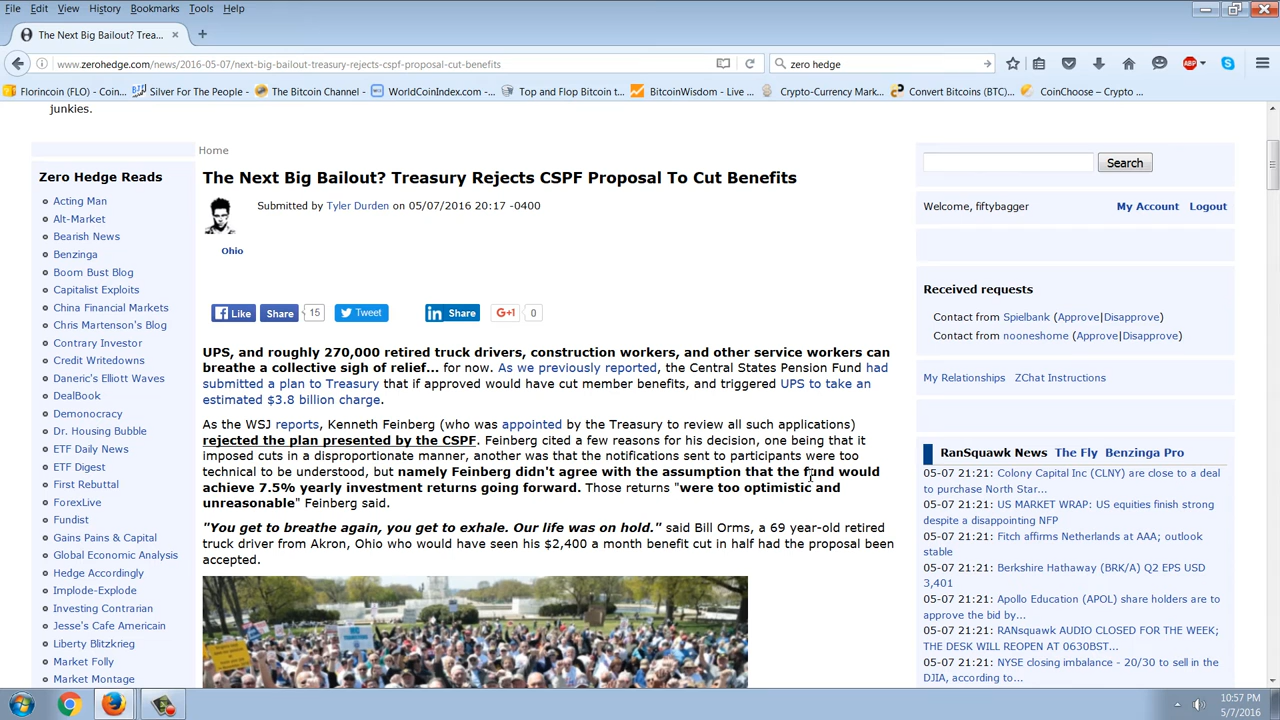 File Edit View History Bookmarks Tools Help
The Next Big Bailout? Trea...
www.zerohedge.com/news/2016-05-07/next-big-bailout-treasury-rejects-cspf-proposal-cut-benefits
zero hedge
ABP
Florincoin (FLO) - Coin...
Silver For The People - ...
The Bitcoin Channel - ...
WorldCoinIndex.com - ...
Top and Flop Bitcoin t...
BitcoinWisdom - Live ...
Crypto-Currency Mark...
Convert Bitcoins (BTC)...
CoinChoose – Crypto ...
junkies.
Zero Hedge Reads
Acting Man
Alt-Market
Bearish News
Benzinga
Boom Bust Blog
Capitalist Exploits
China Financial Markets
Chris Martenson's Blog
Contrary Investor
Credit Writedowns
Daneric's Elliott Waves
DealBook
Demonocracy
Dr. Housing Bubble
ETF Daily News
ETF Digest
First Rebuttal
ForexLive
Fundist
Gains Pains & Capital
Global Economic Analysis
Hedge Accordingly
Implode-Explode
Investing Contrarian
Jesse's Cafe Americain
Liberty Blitzkrieg
Market Folly
Market Montage
Home
The Next Big Bailout? Treasury Rejects CSPF Proposal To Cut Benefits
Submitted by Tyler Durden on 05/07/2016 20:17 -0400
Ohio
Like Share 15 Tweet Share G+1 0
UPS, and roughly 270,000 retired truck drivers, construction workers, and other service workers can
breathe a collective sigh of relief... for now. As we previously reported, the Central States Pension Fund had
submitted a plan to Treasury that if approved would have cut member benefits, and triggered UPS to take an
estimated $3.8 billion charge.
As the WSJ reports, Kenneth Feinberg (who was appointed by the Treasury to review all such applications)
rejected the plan presented by the CSPF. Feinberg cited a few reasons for his decision, one being that it
imposed cuts in a disproportionate manner, another was that the notifications sent to participants were too
technical to be understood, but namely Feinberg didn't agree with the assumption that the fund would
achieve 7.5% yearly investment returns going forward. Those returns "were too optimistic and
unreasonable" Feinberg said.
"You get to breathe again, you get to exhale. Our life was on hold." said Bill Orms, a 69 year-old retired
truck driver from Akron, Ohio who would have seen his $2,400 a month benefit cut in half had the proposal been
accepted.
Search
Welcome, fiftybagger My Account Logout
Received requests
Contact from Spielbank (Approve|Disapprove)
Contact from nooneshome (Approve|Disapprove)
My Relationships ZChat Instructions
RanSquawk News The Fly Benzinga Pro
05-07 21:21: Colony Capital Inc (CLNY) are close to a deal
to purchase North Star...
05-07 21:21: US MARKET WRAP: US equities finish strong
despite a disappointing NFP
05-07 21:21: Fitch affirms Netherlands at AAA; outlook
stable
05-07 21:21: Berkshire Hathaway (BRK/A) Q2 EPS USD
3,401
05-07 21:21: Apollo Education (APOL) share holders are to
approve the bid by...
05-07 21:21: RANsquawk AUDIO CLOSED FOR THE WEEK;
THE DESK WILL REOPEN AT 0630BST...
05-07 21:21: NYSE closing imbalance - 20/30 to sell in the
DJIA, according to...
10:57 PM
5/7/2016